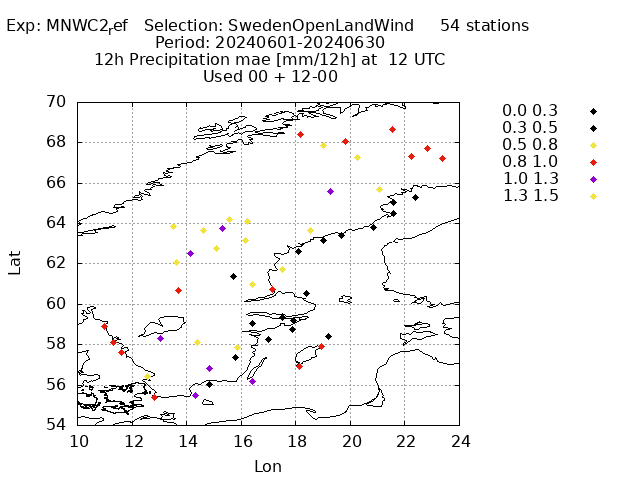 Exp: MNWC2ref   Selection: SwedenOpenLandWind     54 stations
Period: 20240601-20240630
12h Precipitation mae [mm/12h] at  12 UTC
Used 00 + 12-00
70
68
66
64
62
60
58
56
54
Lat
10 12 14 16 18 20 22 24
Lon
0.0 0.3
0.3 0.5
0.5 0.8
0.8 1.0
1.0 1.3
1.3 1.5